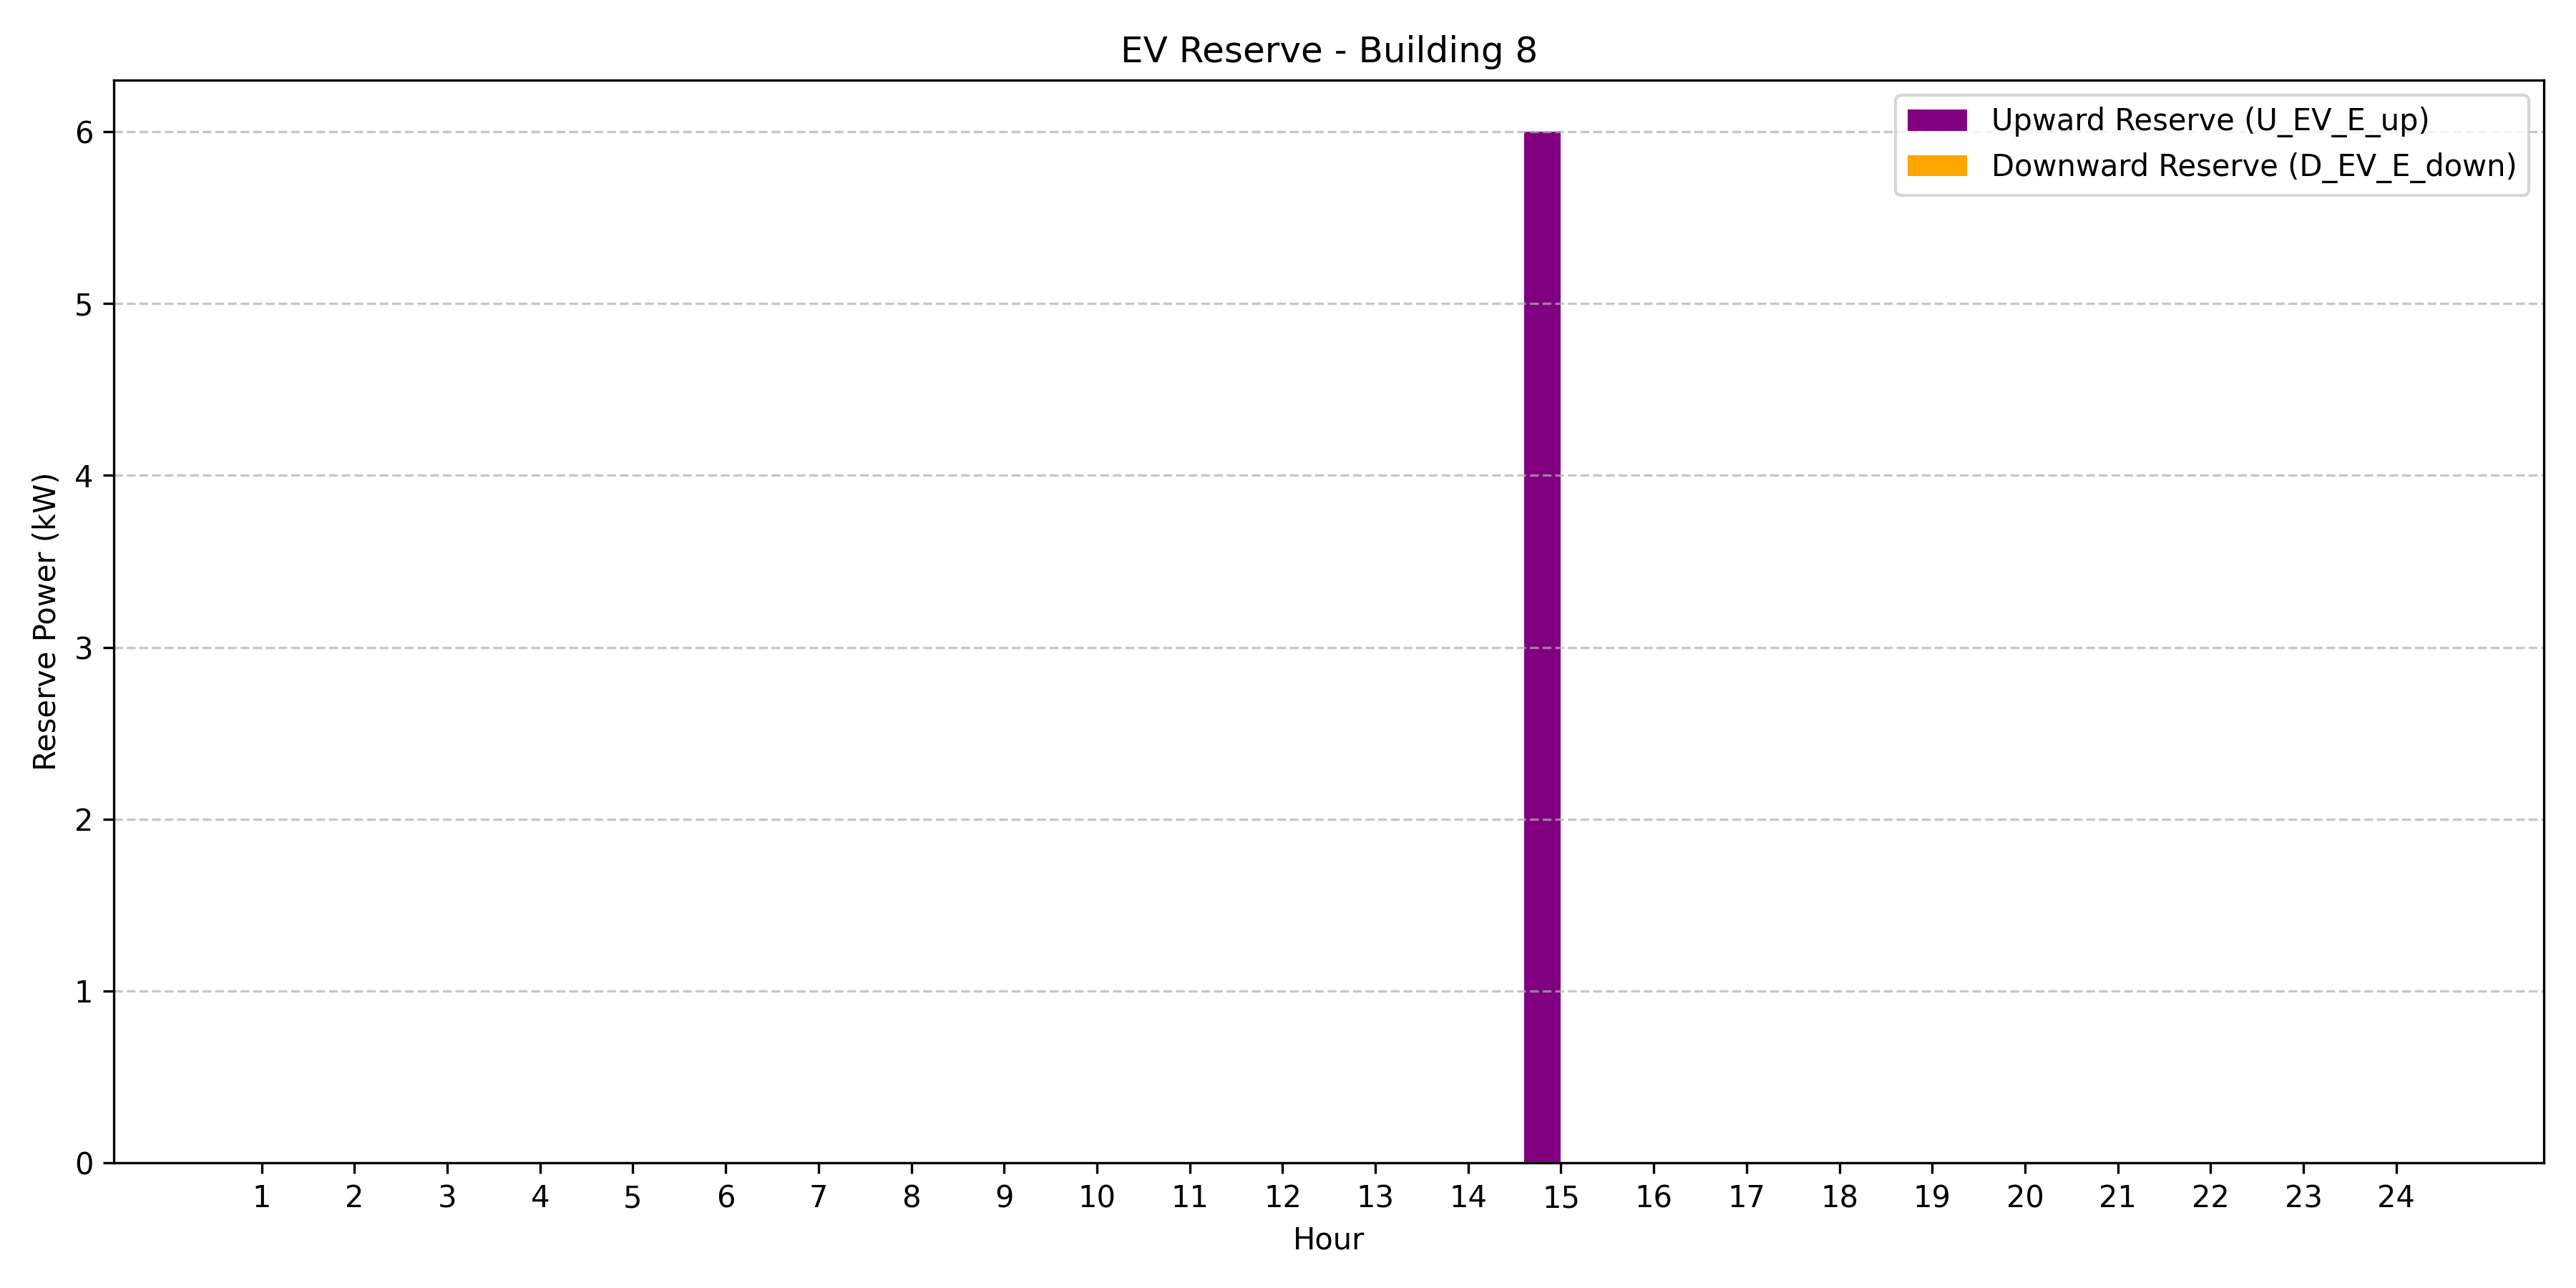 EV Reserve - Building 8
Upward Reserve (U_EV_E_up)
Downward Reserve (D_EV_E_down)
Reserve Power (kW)
6
5
4
3
2
1
0
1 2 3 4 5 6 7 8 9 10 11 12 13 14 15 16 17 18 19 20 21 22 23 24
Hour